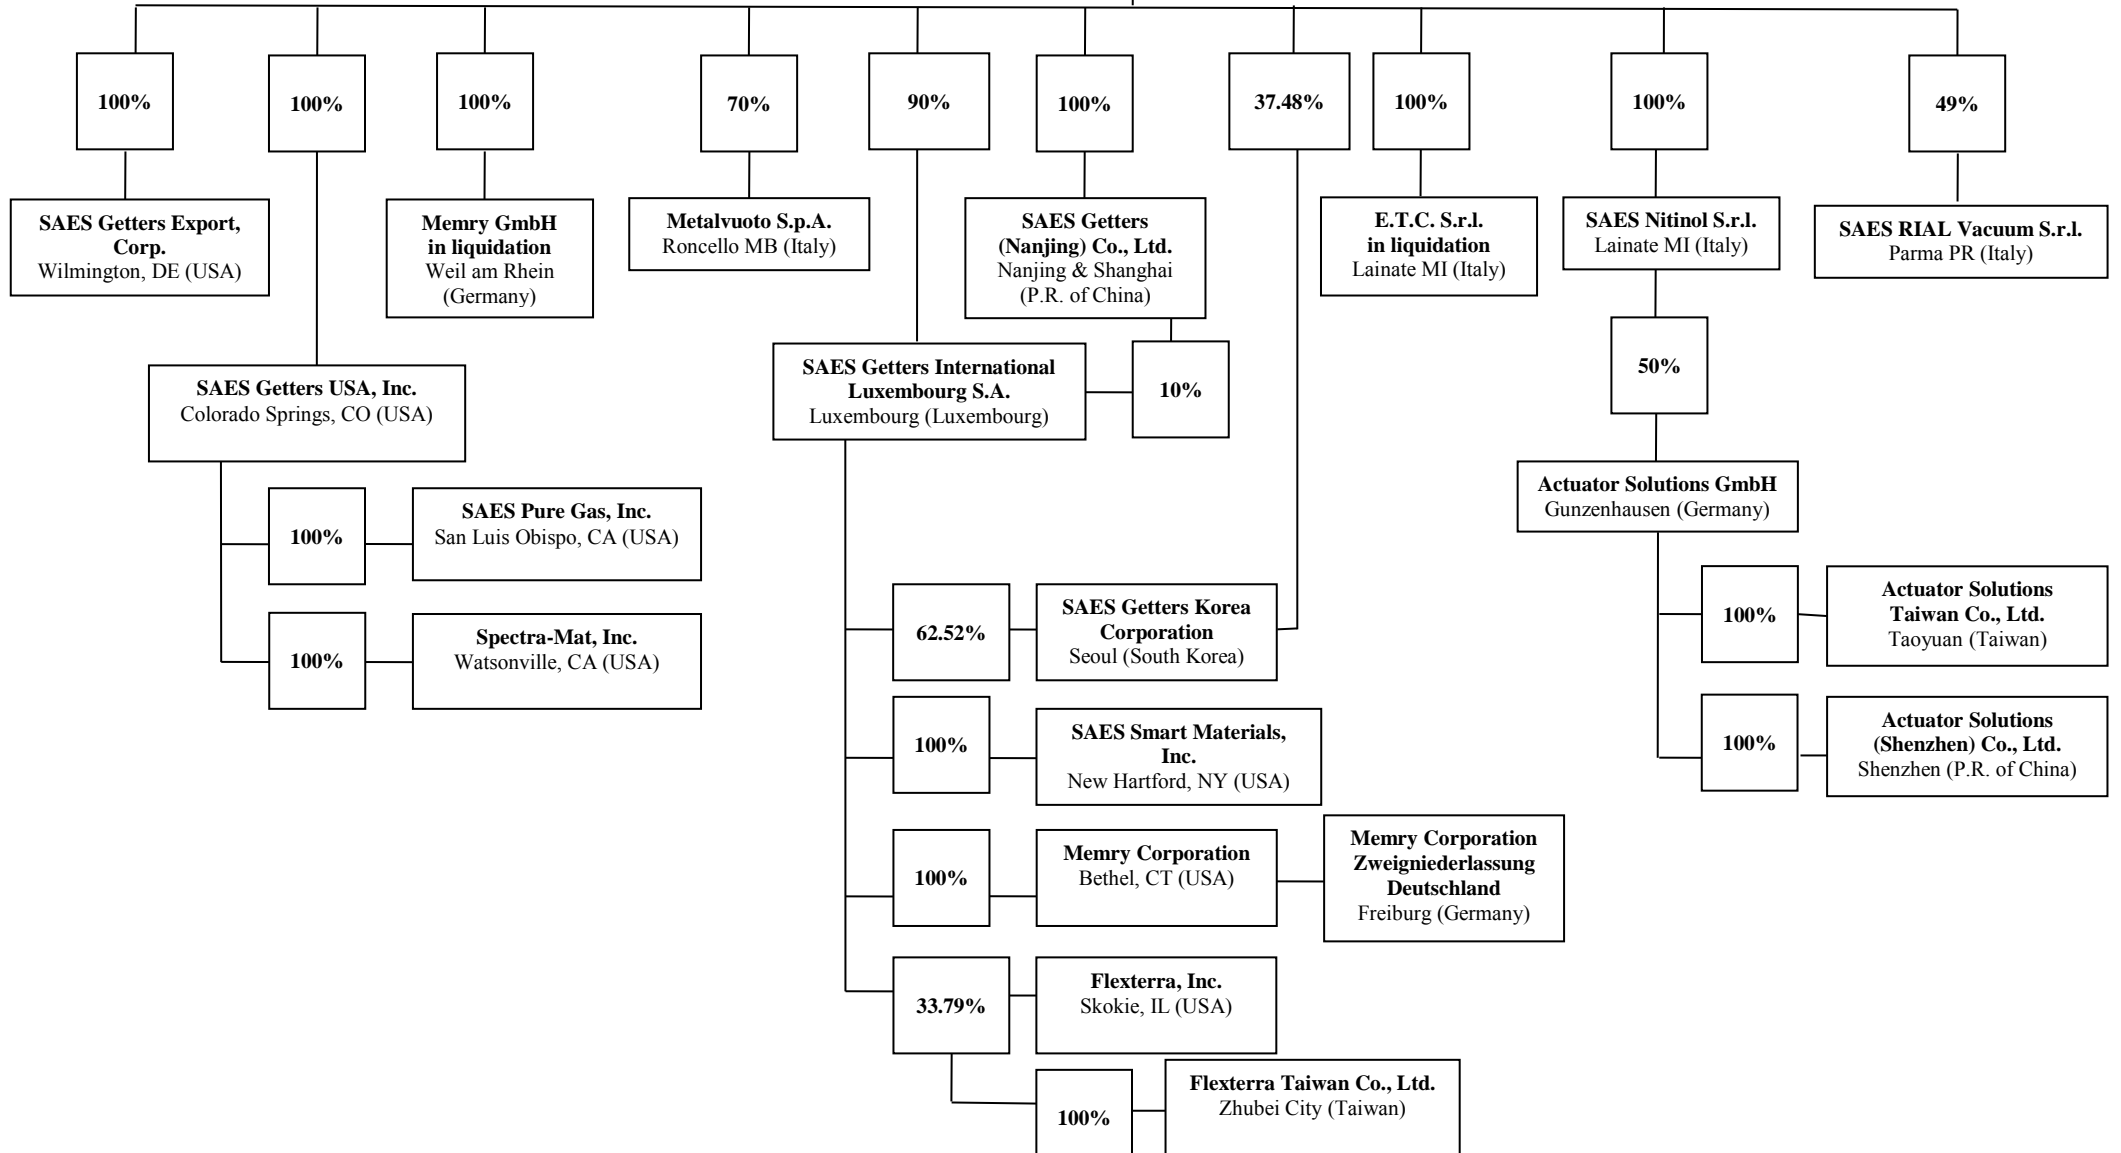 100%
100%
100%
70%
90%
100%
37.48%
100%
100%
49%
SAES Getters Export,
Corp.
Wilmington, DE (USA)
Memry GmbH
in liquidation
Weil am Rhein
(Germany)
Metalvuoto S.p.A.
Roncello MB (Italy)
SAES Getters
(Nanjing) Co., Ltd.
Nanjing & Shanghai
(P.R. of China)
E.T.C. S.r.l.
in liquidation
Lainate MI (Italy)
SAES Nitinol S.r.l.
Lainate MI (Italy)
SAES RIAL Vacuum S.r.l.
Parma PR (Italy)
SAES Getters USA, Inc.
Colorado Springs, CO (USA)
SAES Getters International
Luxembourg S.A.
Luxembourg (Luxembourg)
10%
50%
Actuator Solutions GmbH
Gunzenhausen (Germany)
100%
SAES Pure Gas, Inc.
San Luis Obispo, CA (USA)
100%
Spectra-Mat, Inc.
Watsonville, CA (USA)
62.52%
SAES Getters Korea
Corporation
Seoul (South Korea)
100%
Actuator Solutions
Taiwan Co., Ltd.
Taoyuan (Taiwan)
100%
SAES Smart Materials,
Inc.
New Hartford, NY (USA)
100%
Actuator Solutions
(Shenzhen) Co., Ltd.
Shenzhen (P.R. of China)
100%
Memry Corporation
Bethel, CT (USA)
Memry Corporation
Zweigniederlassung
Deutschland
Freiburg (Germany)
33.79%
Flexterra, Inc.
Skokie, IL (USA)
100%
Flexterra Taiwan Co., Ltd.
Zhubei City (Taiwan)